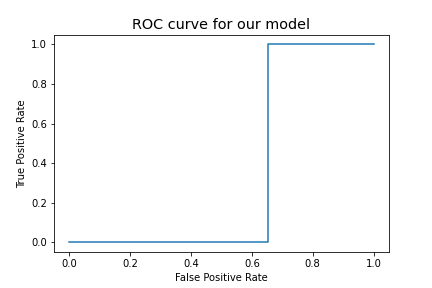 ROC curve for our model
1.0
0.8
0.6
0.4
0.2
0.0
True Positive Rate
0.0 0.2 0.4 0.6 0.8 1.0
False Positive Rate